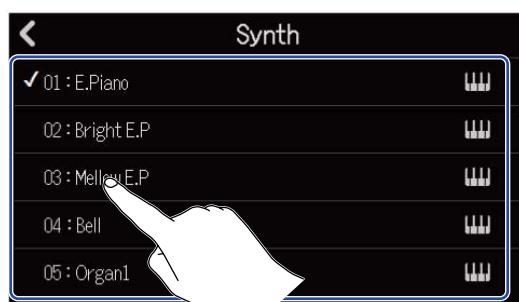 Synth
01 : E.Piano
02 : Bright E.P
03 : Mellow E.P
04 : Bell
05 : Organ1